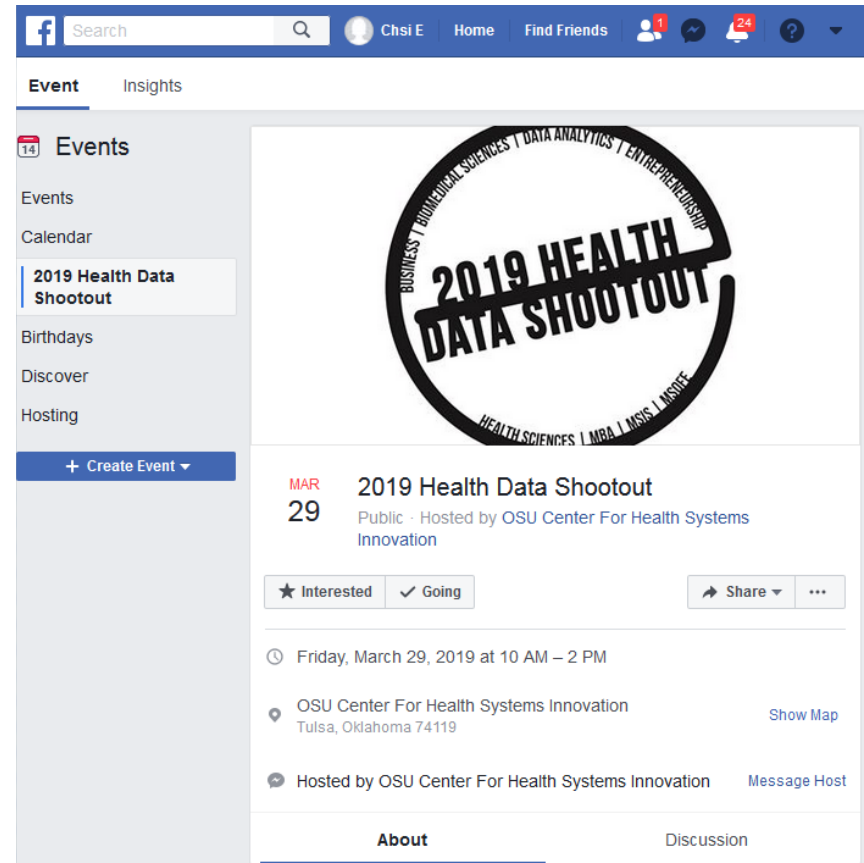 Search
Chsi E
Home
Find Friends
1
24
?
Event
Insights
14
Events
Events
Calendar
2019 Health Data
Shootout
Birthdays
Discover
Hosting
+ Create Event
BUSINESS | BIOMEDICAL SCIENCES | DATA ANALYTICS | ENTREPRENEURSHIP
2019 HEALTH
DATA SHOOTOUT
HEALTH SCIENCES | MBA | MSIS | MSQFE
MAR
29
2019 Health Data Shootout
Public · Hosted by OSU Center For Health Systems
Innovation
Interested
Going
Share
...
Friday, March 29, 2019 at 10 AM – 2 PM
OSU Center For Health Systems Innovation
Tulsa, Oklahoma 74119
Show Map
Hosted by OSU Center For Health Systems Innovation
Message Host
About
Discussion